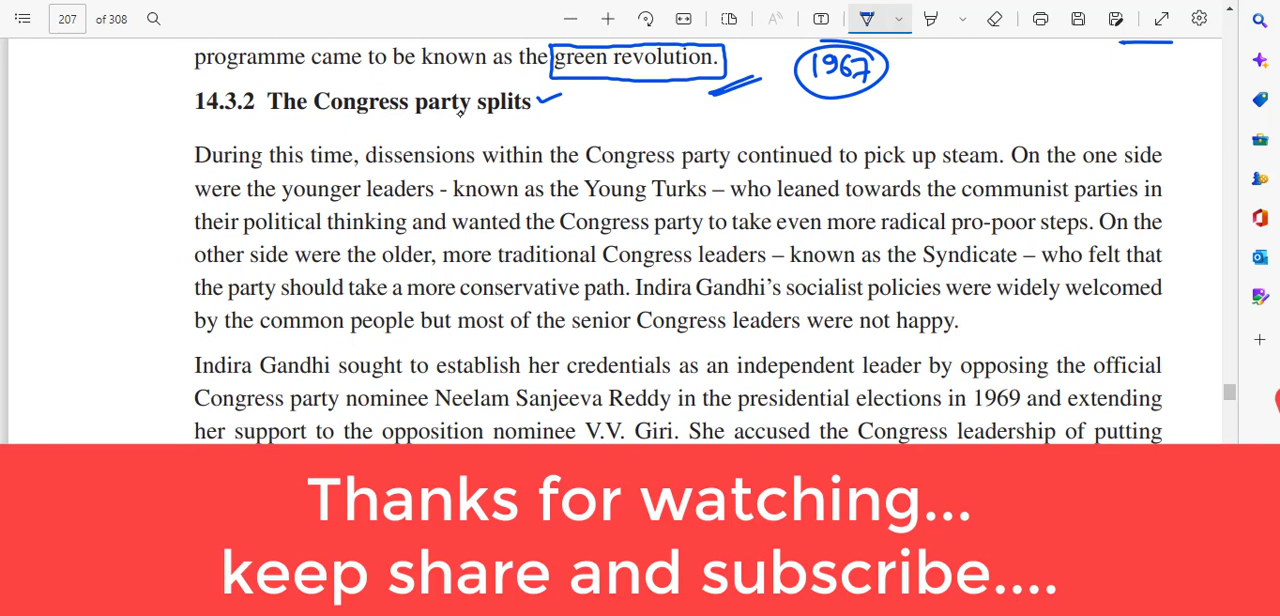 207 of 308
programme came to be known as the green revolution.
1967
14.3.2 The Congress party splits
During this time, dissensions within the Congress party continued to pick up steam. On the one side
were the younger leaders - known as the Young Turks – who leaned towards the communist parties in
their political thinking and wanted the Congress party to take even more radical pro-poor steps. On the
other side were the older, more traditional Congress leaders – known as the Syndicate – who felt that
the party should take a more conservative path. Indira Gandhi’s socialist policies were widely welcomed
by the common people but most of the senior Congress leaders were not happy.
Indira Gandhi sought to establish her credentials as an independent leader by opposing the official
Congress party nominee Neelam Sanjeeva Reddy in the presidential elections in 1969 and extending
her support to the opposition nominee V.V. Giri. She accused the Congress leadership of putting
Thanks for watching...
keep share and subscribe....